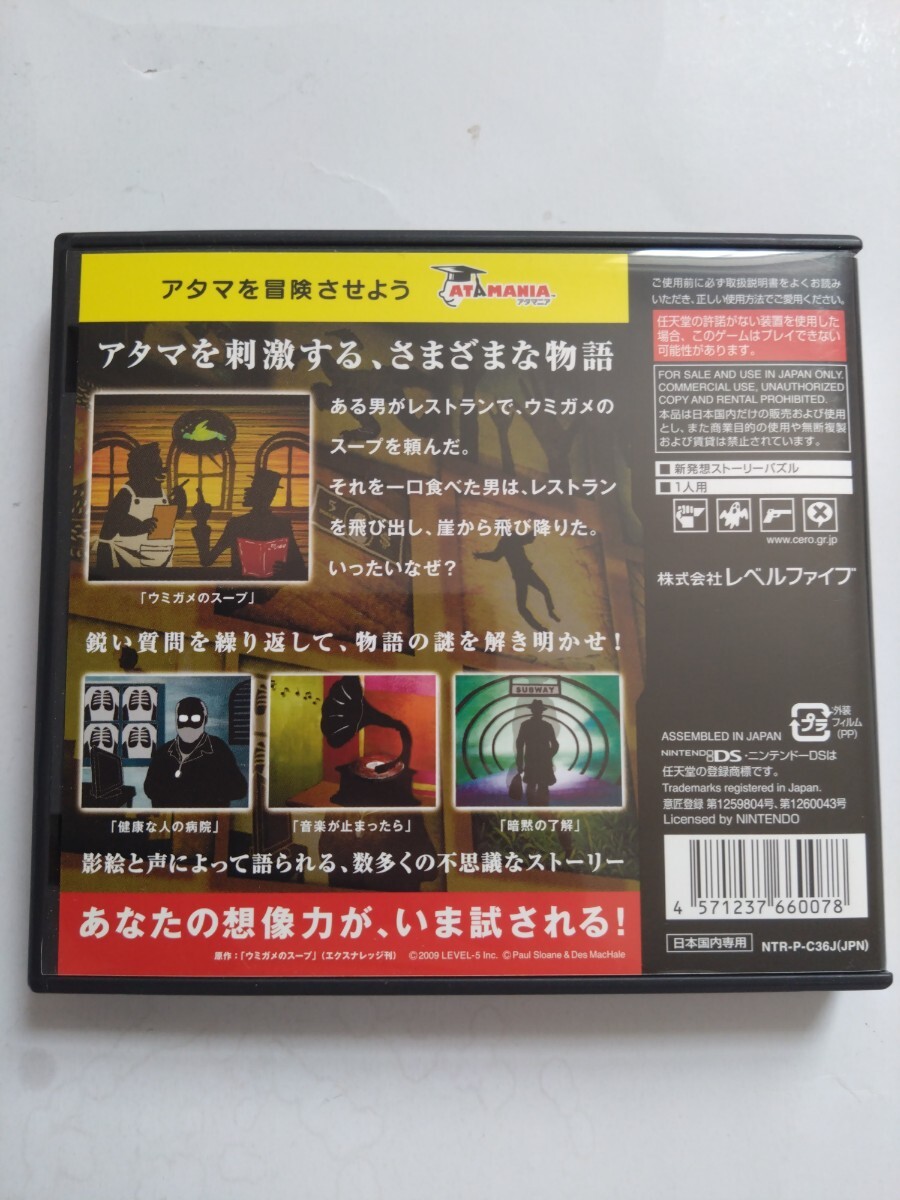 アタマを冒険させよう
ATAMANIA
アタマニア
アタマを刺激する、さまざまな物語
ある男がレストランで、ウミガメの
スープを頼んだ。
それを一口食べた男は、レストラン
を飛び出し、崖から飛び降りた。
いったいなぜ?
「ウミガメのスープ」
鋭い質問を繰り返して、物語の謎を解き明かせ!
SUBWAY
「健康な人の病院」
「音楽が止まったら」
「暗黙の了解」
影絵と声によって語られる、数多くの不思議なストーリー
あなたの想像力が、いま試される!
原作:「ウミガメのスープ」(エクスナレッジ刊) ©2009 LEVEL-5 Inc. ©Paul Sloane & Des MacHale
ご使用前に必ず取扱説明書をよくお読み
いただき、正しい使用方法でご愛用ください。
任天堂の許諾がない装置を使用した
場合、このゲームはプレイできない
可能性があります。
FOR SALE AND USE IN JAPAN ONLY.
COMMERCIAL USE, UNAUTHORIZED
COPY AND RENTAL PROHIBITED.
本品は日本国内だけの販売および使用
とし、また商業目的の使用や無断複製
および賃貸は禁止されています。
■ 新発想ストーリーパズル
■ 1人用
www.cero.gr.jp
株式会社レベルファイブ
プラ
外装
フィルム
(PP)
ASSEMBLED IN JAPAN
NINTENDO DS・ニンテンドーDSは
任天堂の登録商標です。
Trademarks registered in Japan.
意匠登録 第1259804号、第1260043号
Licensed by NINTENDO
4 571237 660078
日本国内専用
NTR-P-C36J(JPN)